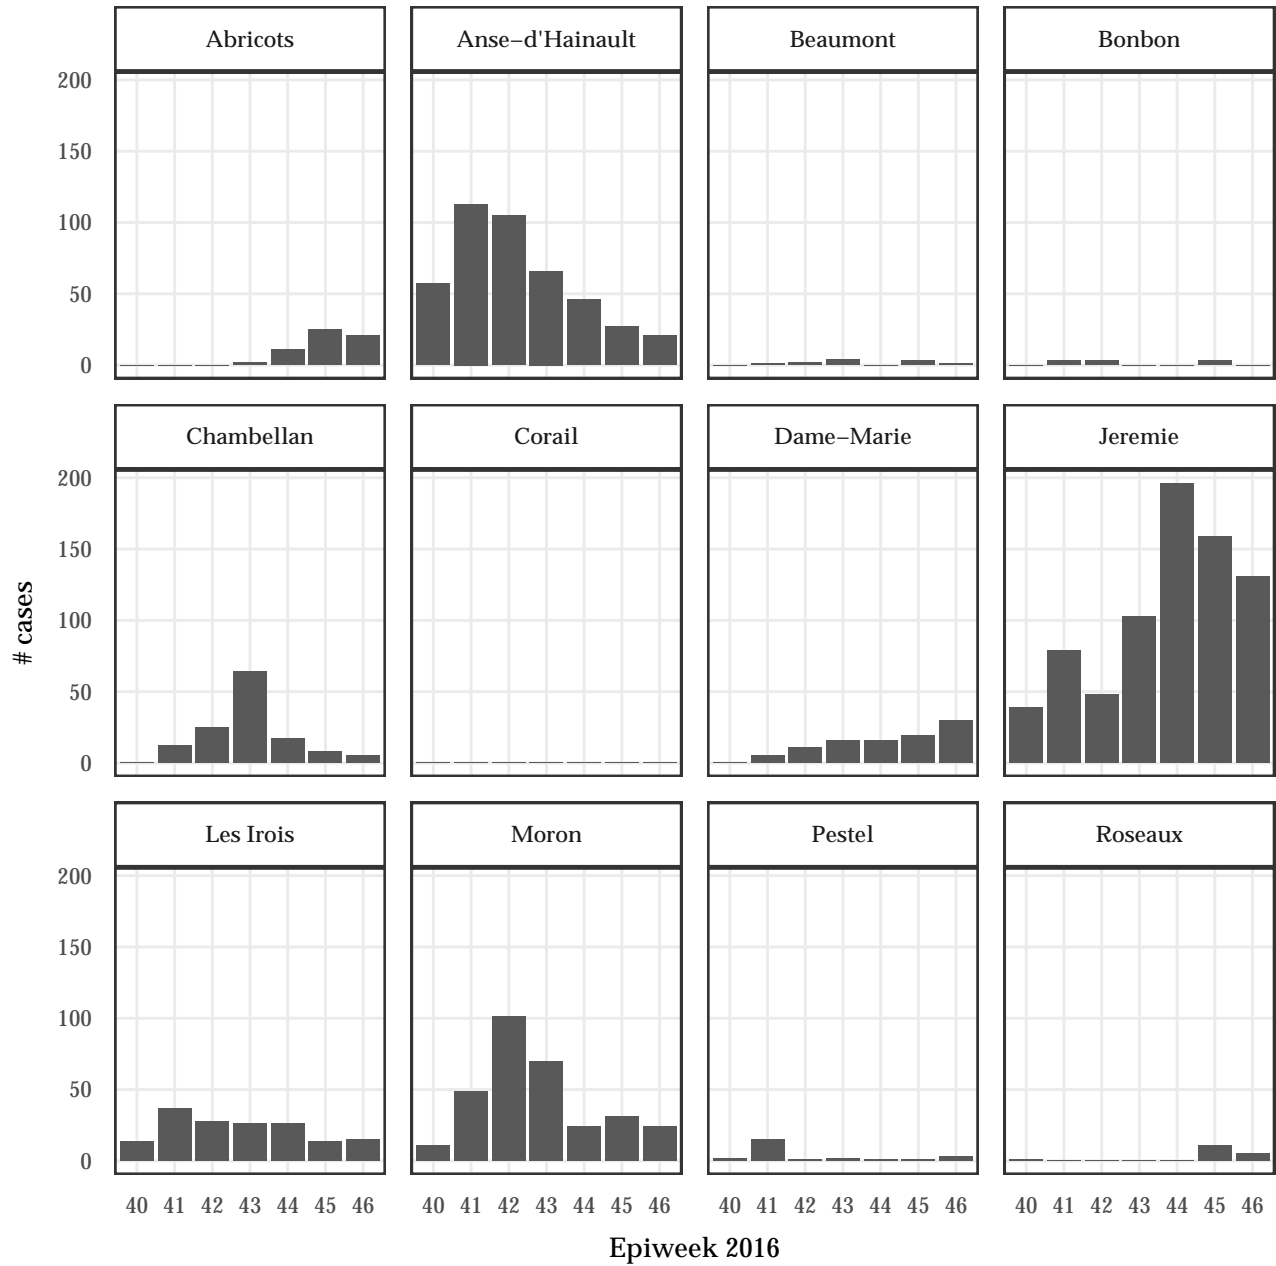 Abricots Anse−d'Hainault Beaumont Bonbon
200
150
100
50
0
Chambellan Corail Dame−Marie Jeremie
200
150
100
50
0
# cases
Les Irois Moron Pestel Roseaux
200
150
100
50
0
40 41 42 43 44 45 46 40 41 42 43 44 45 46 40 41 42 43 44 45 46 40 41 42 43 44 45 46
Epiweek 2016